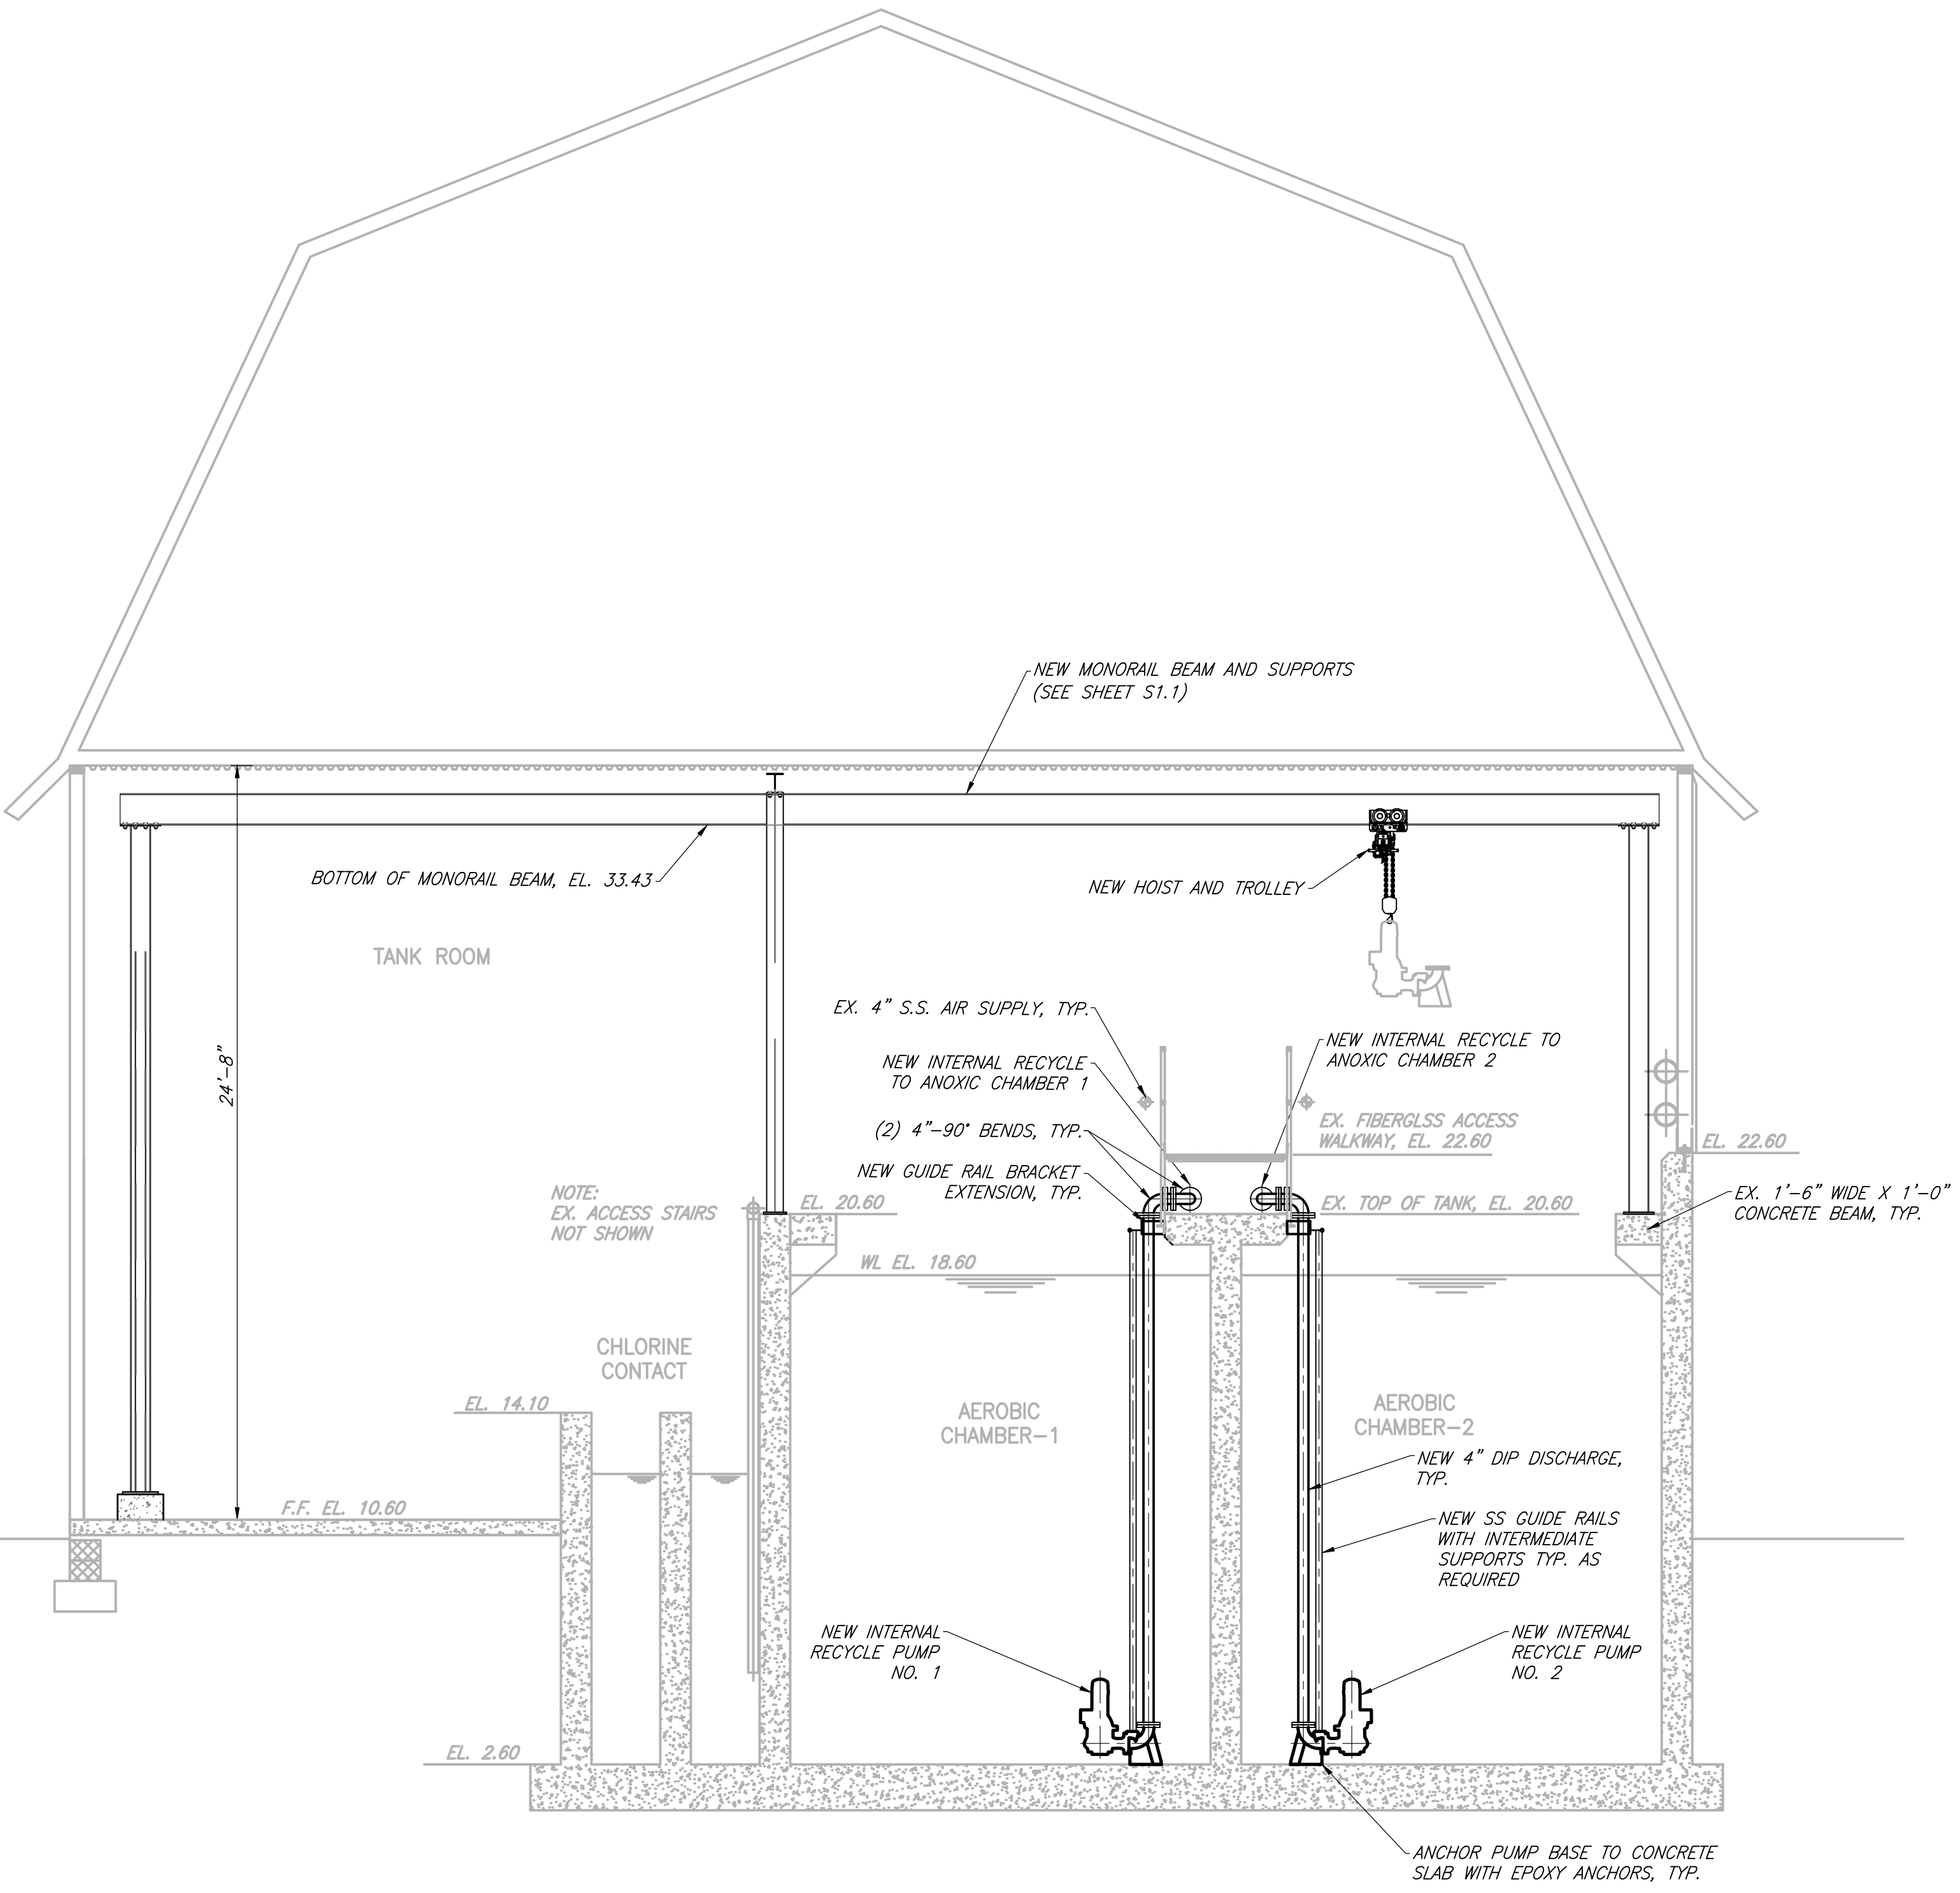 NEW MONORAIL BEAM AND SUPPORTS
(SEE SHEET S1.1)
BOTTOM OF MONORAIL BEAM, EL. 33.43
NEW HOIST AND TROLLEY
TANK ROOM
24'-8"
EX. 4" S.S. AIR SUPPLY, TYP.
NEW INTERNAL RECYCLE
TO ANOXIC CHAMBER 1
NEW INTERNAL RECYCLE TO
ANOXIC CHAMBER 2
(2) 4"-90° BENDS, TYP.
EX. FIBERGLSS ACCESS
WALKWAY, EL. 22.60
EL. 22.60
NEW GUIDE RAIL BRACKET
EXTENSION, TYP.
NOTE:
EX. ACCESS STAIRS
NOT SHOWN
EL. 20.60
EX. TOP OF TANK, EL. 20.60
EX. 1'-6" WIDE X 1'-0"
CONCRETE BEAM, TYP.
WL EL. 18.60
CHLORINE
CONTACT
EL. 14.10
AEROBIC
CHAMBER-1
AEROBIC
CHAMBER-2
NEW 4" DIP DISCHARGE,
TYP.
F.F. EL. 10.60
NEW SS GUIDE RAILS
WITH INTERMEDIATE
SUPPORTS TYP. AS
REQUIRED
NEW INTERNAL
RECYCLE PUMP
NO. 1
NEW INTERNAL
RECYCLE PUMP
NO. 2
EL. 2.60
ANCHOR PUMP BASE TO CONCRETE
SLAB WITH EPOXY ANCHORS, TYP.